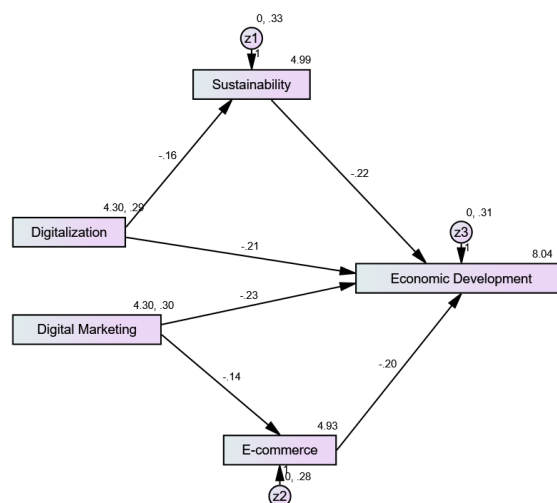 0, .33
z1
1
4.99
Sustainability
-.16
-.22
4.30, .29
Digitalization
0, .31
z3
1
-.21
8.04
Economic Development
-.23
4.30, .30
Digital Marketing
-.14
-.20
4.93
E-commerce
1
0, .28
z2